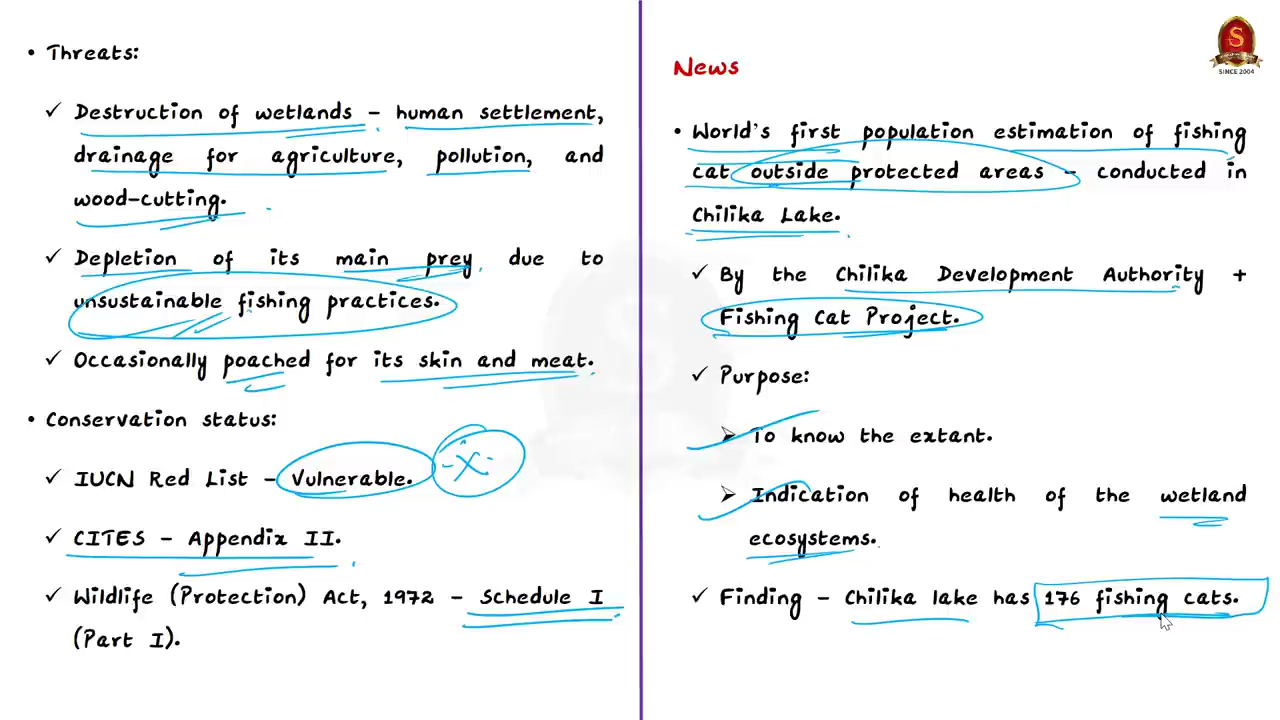 • Threats:
✓ Destruction of wetlands – human settlement,
drainage for agriculture, pollution, and
wood-cutting.
✓ Depletion of its main prey due to
unsustainable fishing practices.
✓ Occasionally poached for its skin and meat.
• Conservation status:
✓ IUCN Red List – Vulnerable.
✓ CITES – Appendix II.
✓ Wildlife (Protection) Act, 1972 – Schedule I
(Part I).
S
SINCE 2004
News
• World's first population estimation of fishing
cat outside protected areas – conducted in
Chilika Lake.
✓ By the Chilika Development Authority +
Fishing Cat Project.
✓ Purpose:
➤ To know the extant.
➤ Indication of health of the wetland
ecosystems.
✓ Finding – Chilika lake has 176 fishing cats.